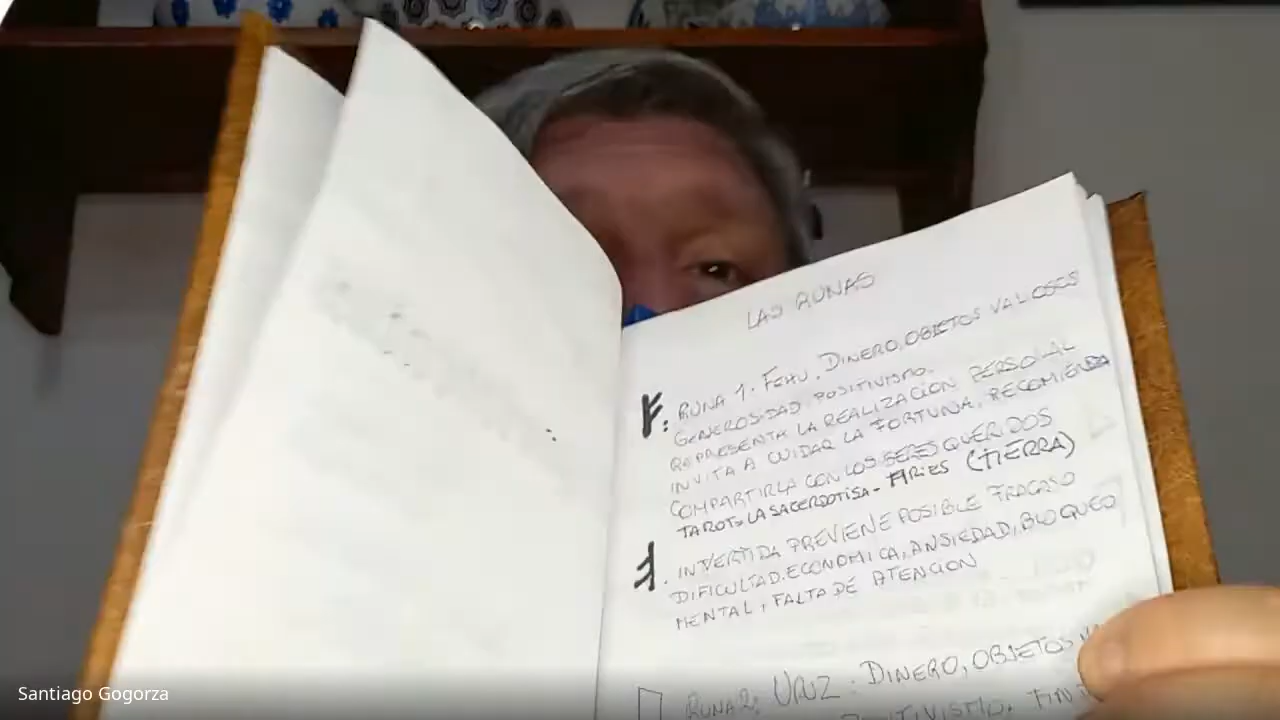 LAS RUNAS
RUNA 1. FEHU. DINERO, OBJETOS VALOSOS
GENEROSIDAD. POSITIVISMO.
REPRESENTA LA REALIZACION PERSONAL
INVITA A CUIDAR LA FORTUNA. RECOMIENDA
COMPARTIRLA CON LOS SERES QUERIDOS
TAROT= LA SACERDOTISA - ARIES (TIERRA)
. INVERTIDA PREVIENE POSIBLE FRACASO
DIFICULTAD. ECONOMICA, ANSIEDAD, BLOQUEO
MENTAL, FALTA DE ATENCION
RUNA 2: URUZ: DINERO, OBJETOS
POSITIVISMO.
Santiago Gogorza